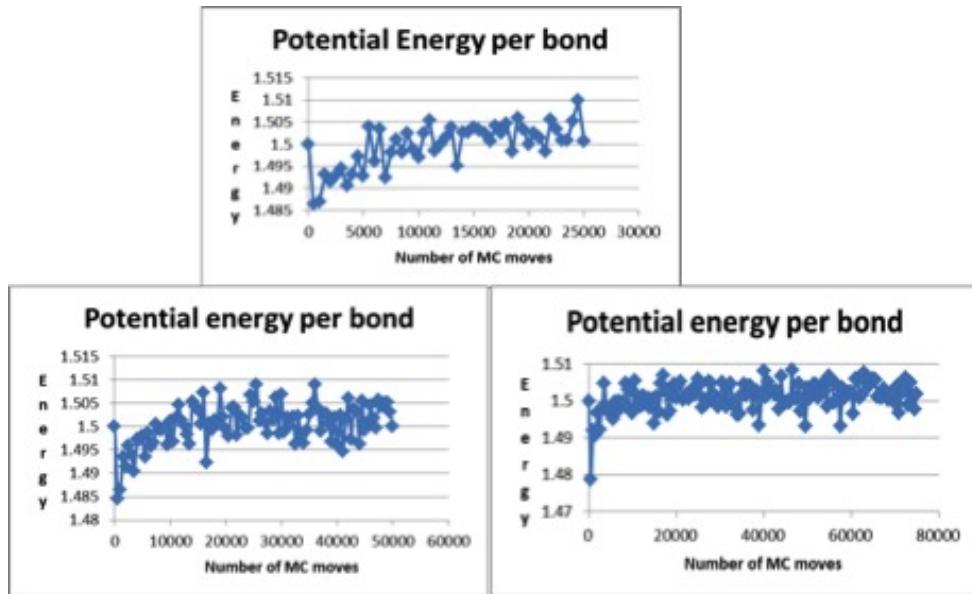 Potential Energy per bond
Energy
1.515
1.51
1.505
1.5
1.495
1.49
1.485
0 5000 10000 15000 20000 25000 30000
Number of MC moves
Potential energy per bond
Energy
1.515
1.51
1.505
1.5
1.495
1.49
1.485
1.48
0 10000 20000 30000 40000 50000 60000
Number of MC moves
Potential energy per bond
Energy
1.51
1.5
1.49
1.48
1.47
0 20000 40000 60000 80000
Number of MC moves